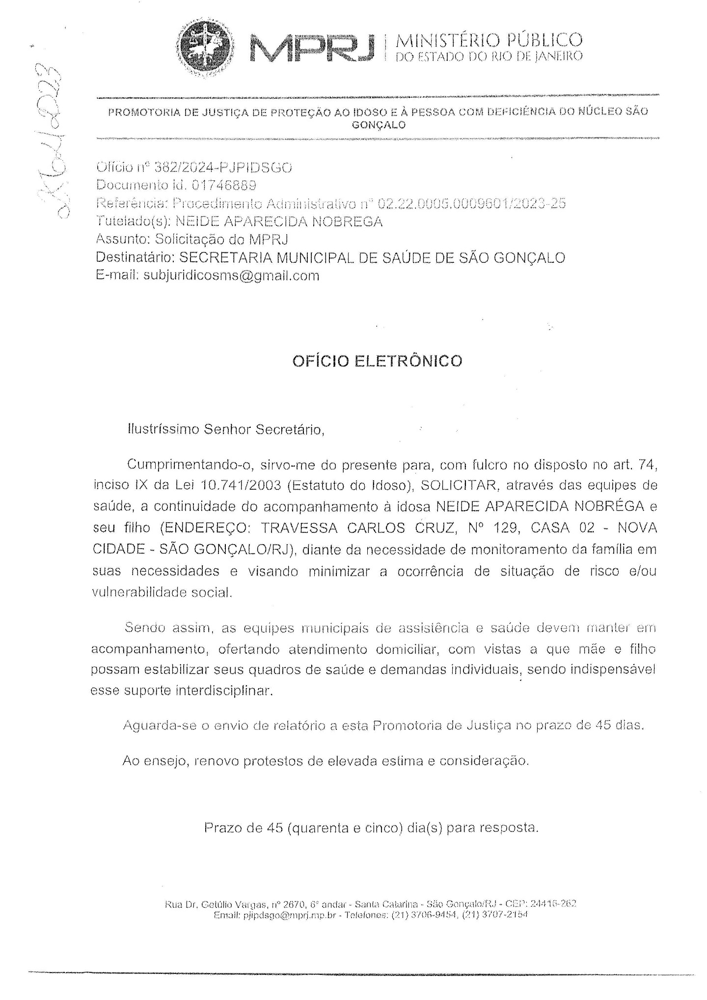 MPRJ | MINISTÉRIO PÚBLICO
DO ESTADO DO RIO DE JANEIRO
PROMOTORIA DE JUSTIÇA DE PROTEÇÃO AO IDOSO E À PESSOA COM DEFICIÊNCIA DO NÚCLEO SÃO
GONÇALO
Ofício nº 382/2024-PJPIDSGO
Documento id. 01746889
Referência: Procedimento Administrativo nº 02.22.0005.0009601/2023-25
Tutelado(s): NEIDE APARECIDA NOBREGA
Assunto: Solicitação do MPRJ
Destinatário: SECRETARIA MUNICIPAL DE SAÚDE DE SÃO GONÇALO
E-mail: subjuridicosms@gmail.com
OFÍCIO ELETRÔNICO
Ilustríssimo Senhor Secretário,
Cumprimentando-o, sirvo-me do presente para, com fulcro no disposto no art. 74,
inciso IX da Lei 10.741/2003 (Estatuto do Idoso), SOLICITAR, através das equipes de
saúde, a continuidade do acompanhamento à idosa NEIDE APARECIDA NOBRÉGA e
seu filho (ENDEREÇO: TRAVESSA CARLOS CRUZ, Nº 129, CASA 02 - NOVA
CIDADE - SÃO GONÇALO/RJ), diante da necessidade de monitoramento da família em
suas necessidades e visando minimizar a ocorrência de situação de risco e/ou
vulnerabilidade social.
Sendo assim, as equipes municipais de assistência e saúde devem manter em
acompanhamento, ofertando atendimento domiciliar, com vistas a que mãe e filho
possam estabilizar seus quadros de saúde e demandas individuais, sendo indispensável
esse suporte interdisciplinar.
Aguarda-se o envio de relatório a esta Promotoria de Justiça no prazo de 45 dias.
Ao ensejo, renovo protestos de elevada estima e consideração.
Prazo de 45 (quarenta e cinco) dia(s) para resposta.
Rua Dr. Getúlio Vargas, nº 2670, 6º andar - Santa Catarina - São Gonçalo/RJ - CEP: 24416-262
Email: pjipdsgo@mprj.mp.br - Telefones: (21) 3706-9454, (21) 3707-2154